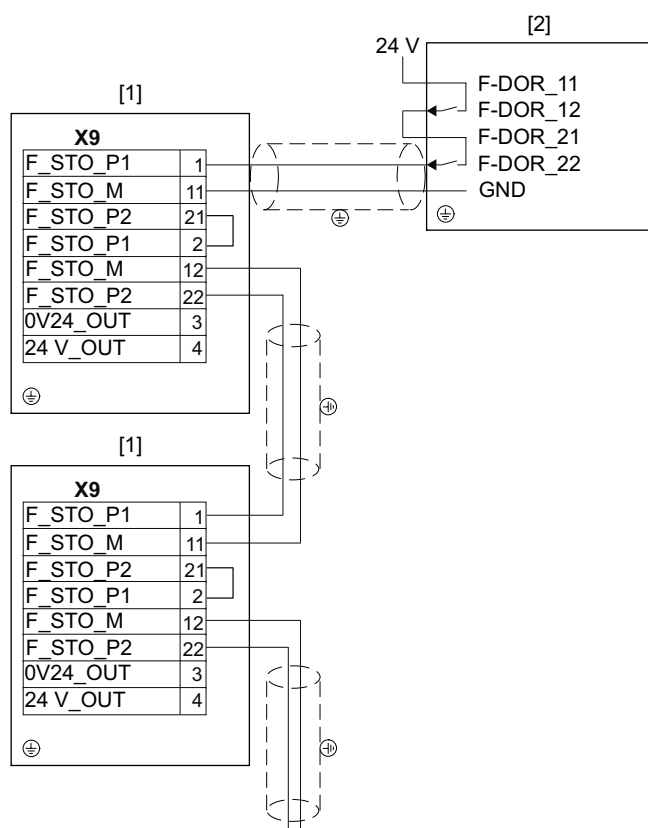 [2]
24 V
F-DOR_11
F-DOR_12
F-DOR_21
F-DOR_22
GND
[1]
X9
F_STO_P1 1
F_STO_M 11
F_STO_P2 21
F_STO_P1 2
F_STO_M 12
F_STO_P2 22
0V24_OUT 3
24 V_OUT 4
[1]
X9
F_STO_P1 1
F_STO_M 11
F_STO_P2 21
F_STO_P1 2
F_STO_M 12
F_STO_P2 22
0V24_OUT 3
24 V_OUT 4